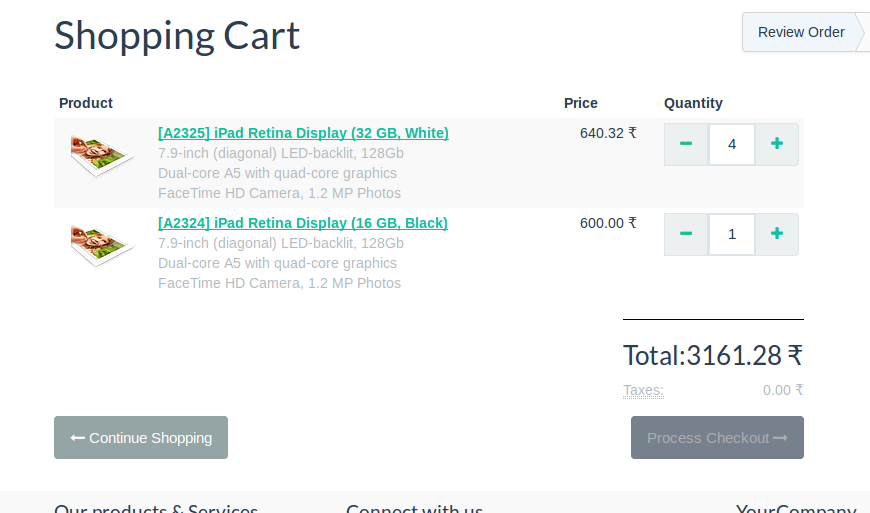 Shopping Cart
Review Order
Product Price Quantity
[A2325] iPad Retina Display (32 GB, White) 640.32 ₹ 4
7.9-inch (diagonal) LED-backlit, 128Gb
Dual-core A5 with quad-core graphics
FaceTime HD Camera, 1.2 MP Photos
[A2324] iPad Retina Display (16 GB, Black) 600.00 ₹ 1
7.9-inch (diagonal) LED-backlit, 128Gb
Dual-core A5 with quad-core graphics
FaceTime HD Camera, 1.2 MP Photos
Total:3161.28 ₹
Taxes: 0.00 ₹
Continue Shopping Process Checkout
Our products & Services Connect with us YourCompany